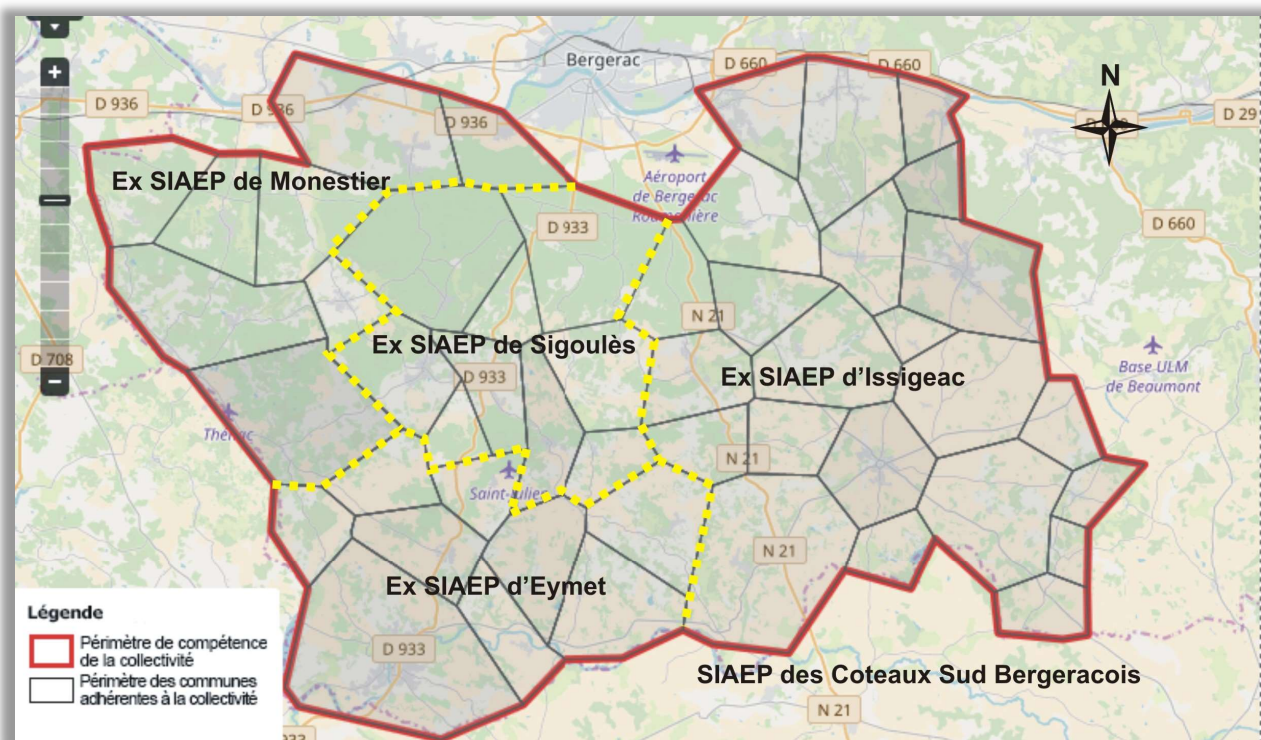 +
−
Bergerac
D 660
D 660
N
D 936
D 936
D 936
D 29
Ex SIAEP de Monestier
Aéroport
de Bergerac
Roumanière
D 933
D 660
N 21
D 708
Ex SIAEP de Sigoulès
D 933
Ex SIAEP d'Issigeac
Base ULM
de Beaumont
Thénac
N 21
Saint-Julien
N 21
Ex SIAEP d'Eymet
Légende
Périmètre de compétence
de la collectivité
Périmètre des communes
adhérentes à la collectivité
D 933
SIAEP des Coteaux Sud Bergeracois
N 21
933